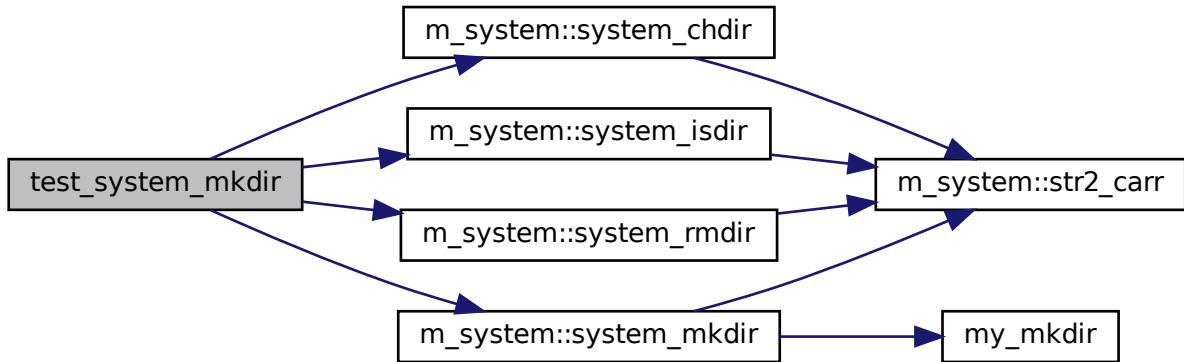 m_system::system_chdir
m_system::system_isdir
test_system_mkdir
m_system::str2_carr
m_system::system_rmdir
m_system::system_mkdir
my_mkdir